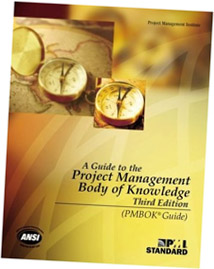 Project Management Institute
A Guide to the
Project Management
Body of Knowledge
Third Edition
(PMBOK® Guide)
ANSI
PMI
STANDARD